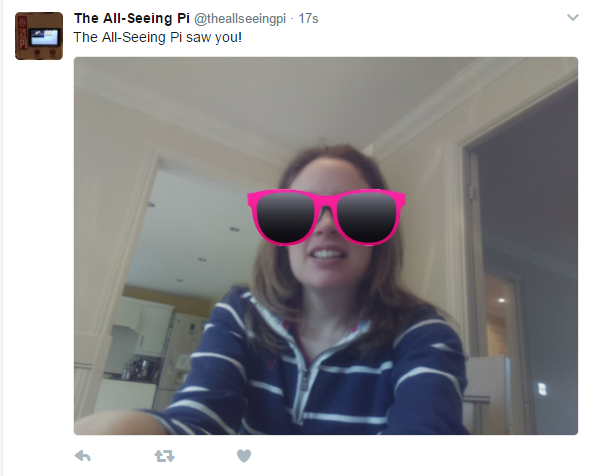 The All-Seeing Pi @theallseeingpi · 17s
The All-Seeing Pi saw you!